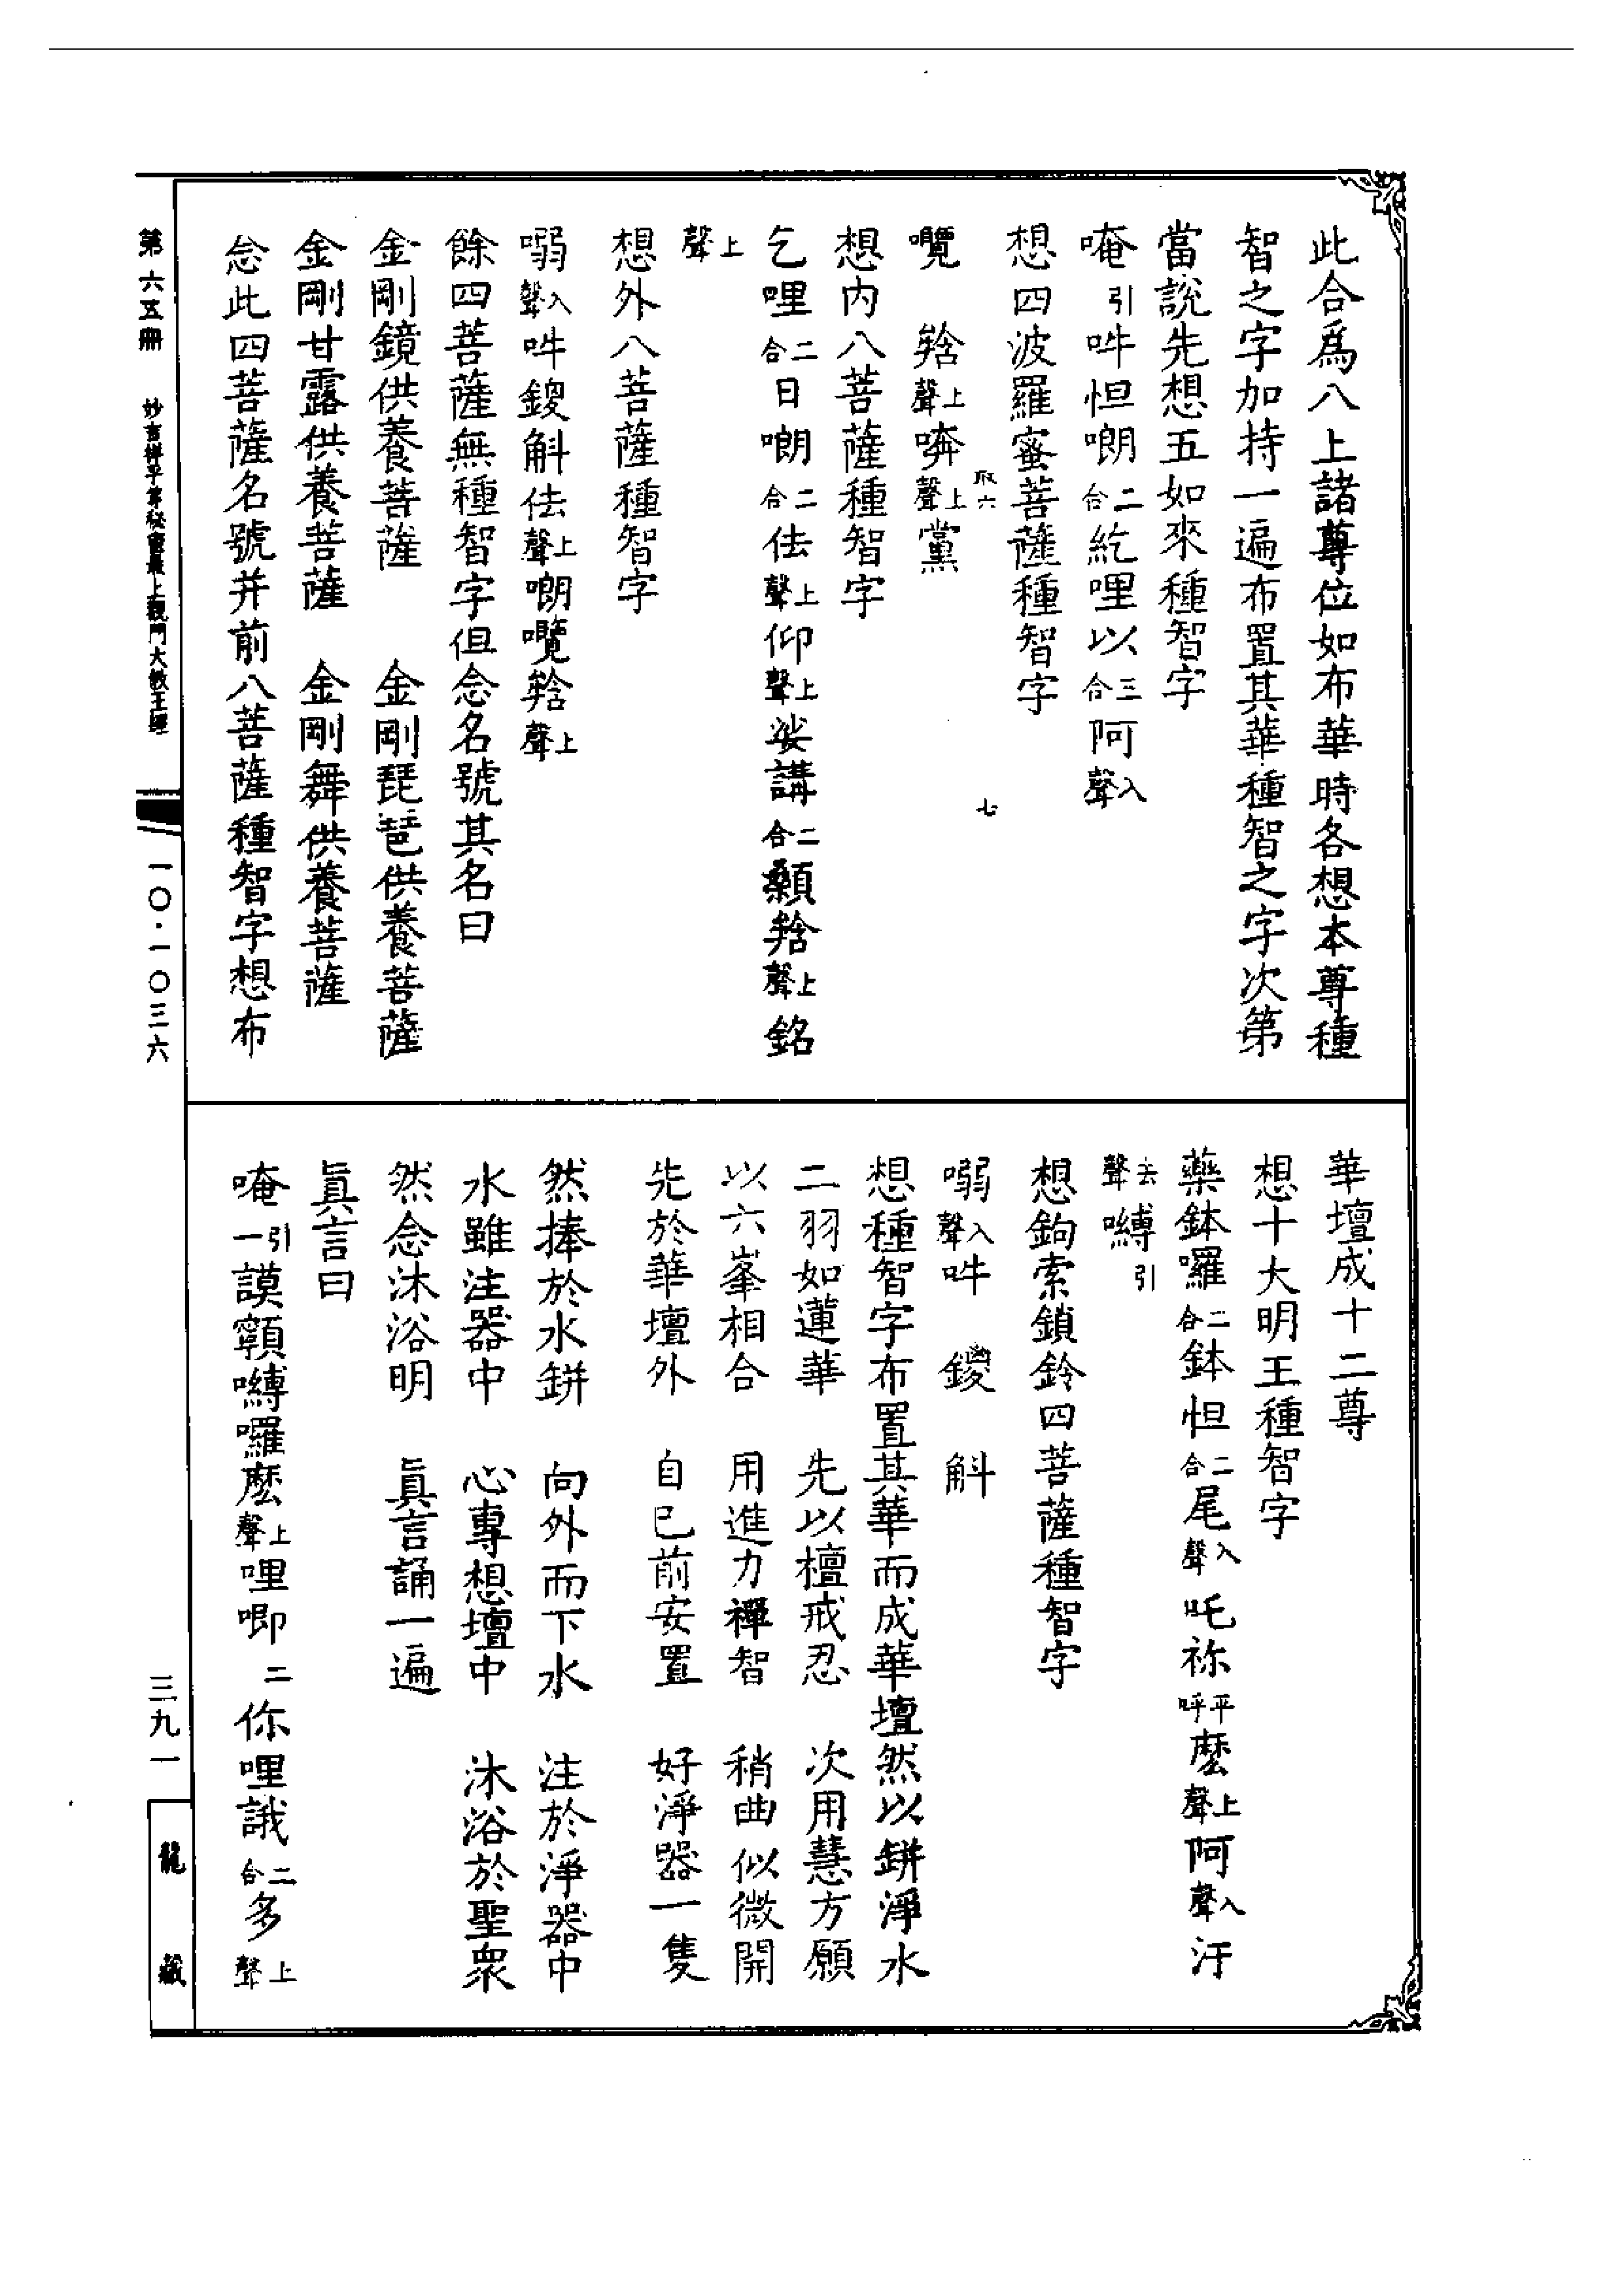 此合爲八上諸尊位如布華時各想本尊種
智之字加持一遍布置其華種智之字次第
當說先想五如來種智字
唵引吽怛㘓二合紇哩以三合阿入聲
想四波羅蜜菩薩種智字
取六 七
㘕 𤚥上聲㖠上聲黨
想內八菩薩種智字
乞哩二合日㘓二合佉上聲仰上聲娑講二合顙𤚥上聲銘
上聲
想外八菩薩種智字
嗍入聲吽鑁斛佉上聲㘓㘕𤚥上聲
餘四菩薩無種智字但念名號其名曰
金剛鏡供養菩薩 金剛琵琶供養菩薩
金剛甘露供養菩薩 金剛舞供養菩薩
念此四菩薩名號并前八菩薩種智字想布
華壇成十二尊
想十大明王種智字
藥鉢囉二合鉢怛二合尾入聲吒祢平呼麽上聲阿入聲汙
去聲嚩引
想鉤索鎖鈴四菩薩種智字
入聲吽 鑁 斛
想種智字布置其華而成華壇然以缾淨水
二羽如蓮華 先以檀戒忍 次用慧方願
以六峯相合 用進力禪智 稍曲似微開
先於華壇外 自己前安置 好淨器一隻
然捧於水缾 向外而下水 注於淨器中
水雖注器中 心專想壇中 沐浴於聖衆
然念沐浴明 眞言誦一遍
眞言曰
唵引一謨嚩囉麽上聲哩唧二你哩誐二合多上聲
第六五冊 妙吉祥平等秘密最上觀門大教王經
一〇·一〇三六
三九一
龍藏